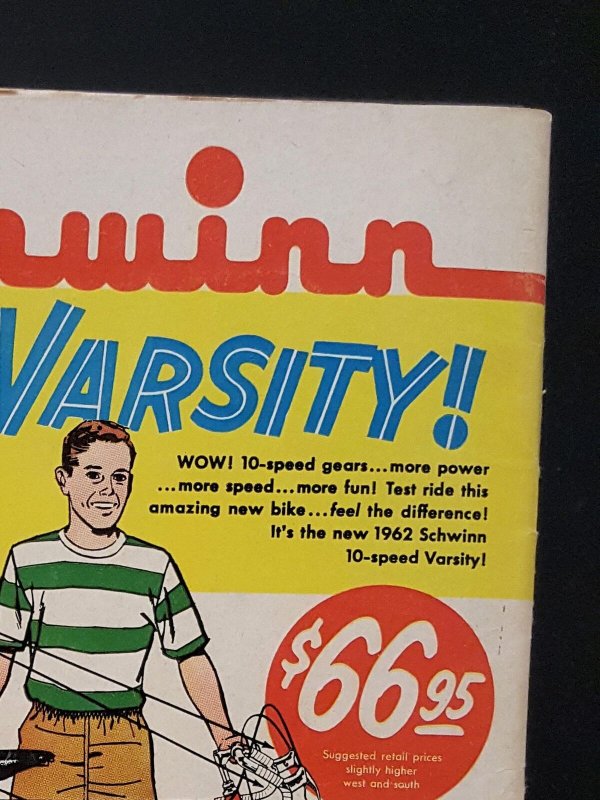 winn
VARSITY!
WOW! 10-speed gears...more power
...more speed...more fun! Test ride this
amazing new bike...feel the difference!
It's the new 1962 Schwinn
10-speed Varsity!
$66 95
Suggested retail prices
slightly higher
west and south